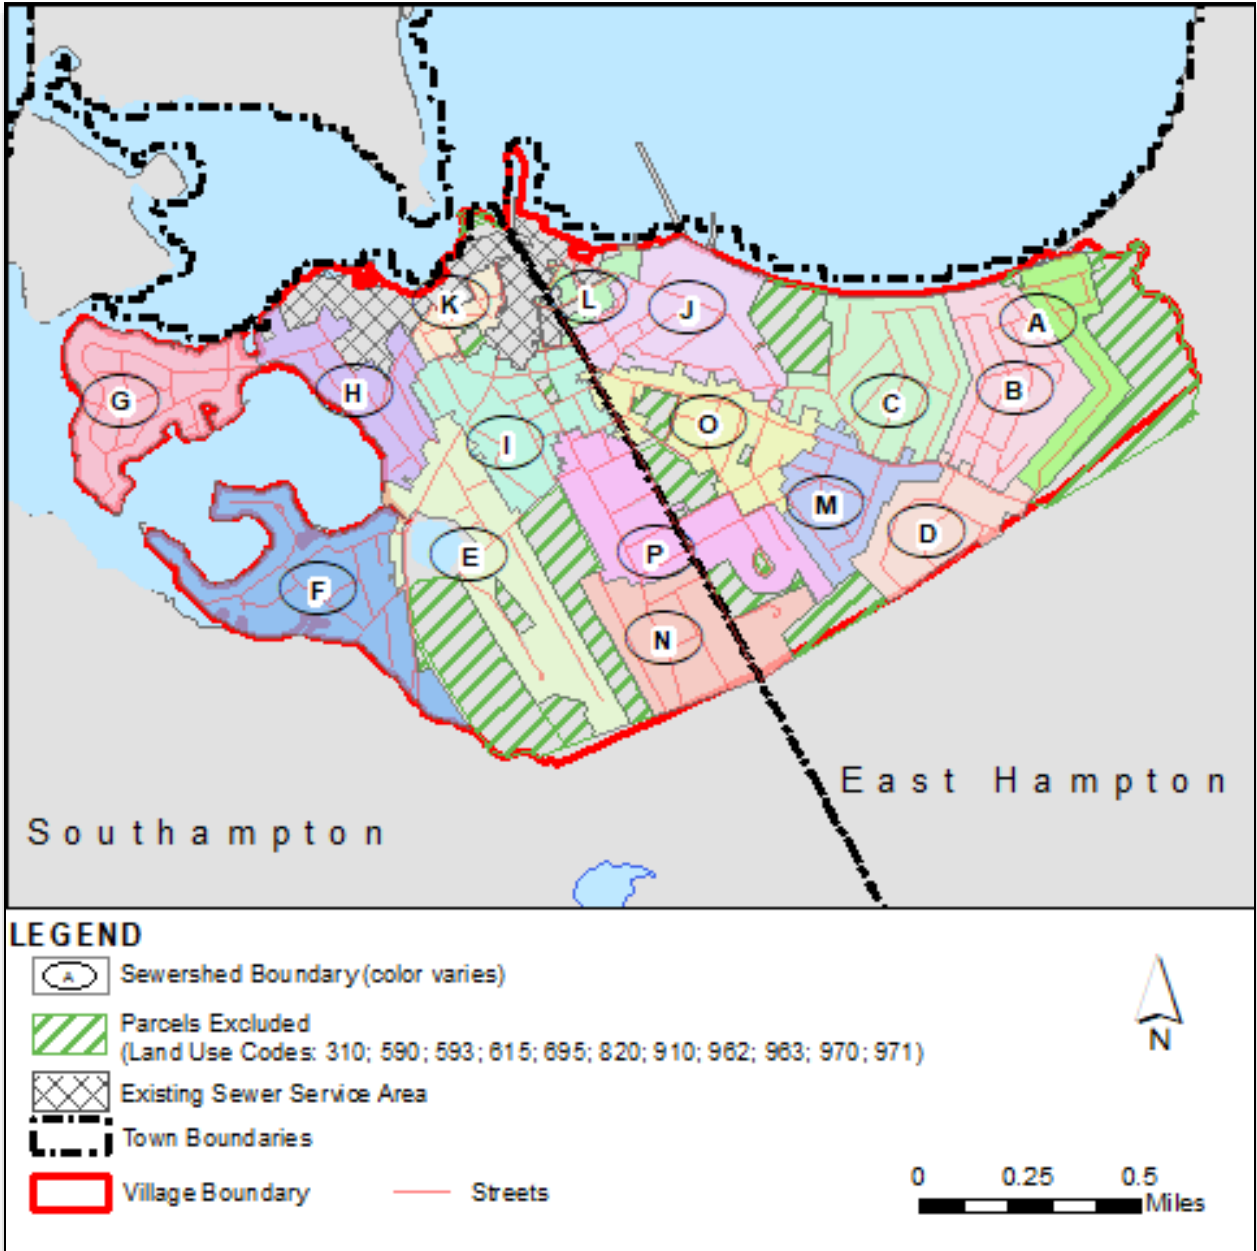 A
K
L
J
B
G
H
C
O
I
M
D
E
P
F
N
East Hampton
Southampton
LEGEND
A Sewershed Boundary (color varies)
Parcels Excluded
(Land Use Codes: 310; 590; 593; 615; 695; 820; 910; 962; 963; 970; 971)
N
Existing Sewer Service Area
Town Boundaries
0 0.25 0.5
Miles
Village Boundary Streets